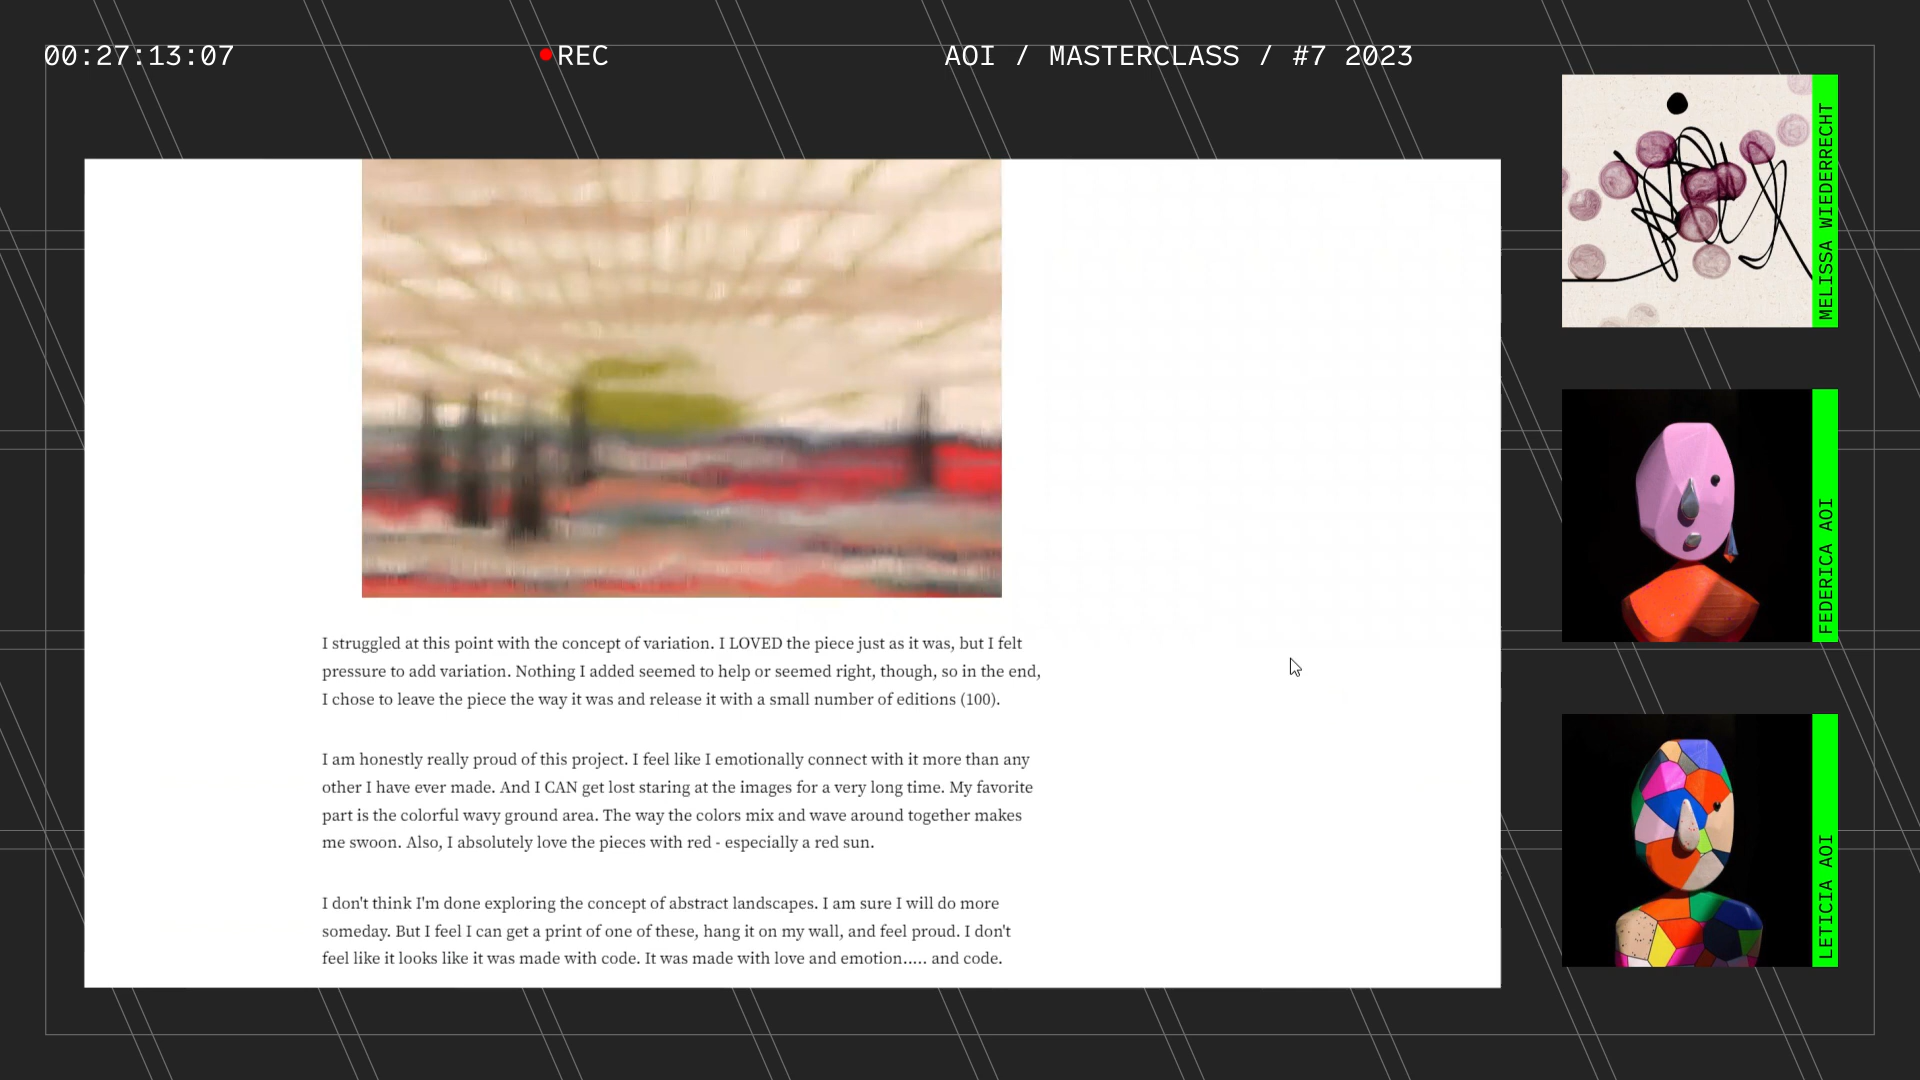 00:27:13:07
REC
AOI / MASTERCLASS / #7 2023
MELISSA WIEDERRECHT
FEDERICA AOI
LETICIA AOI
I struggled at this point with the concept of variation. I LOVED the piece just as it was, but I felt
pressure to add variation. Nothing I added seemed to help or seemed right, though, so in the end,
I chose to leave the piece the way it was and release it with a small number of editions (100).
I am honestly really proud of this project. I feel like I emotionally connect with it more than any
other I have ever made. And I CAN get lost staring at the images for a very long time. My favorite
part is the colorful wavy ground area. The way the colors mix and wave around together makes
me swoon. Also, I absolutely love the pieces with red - especially a red sun.
I don't think I'm done exploring the concept of abstract landscapes. I am sure I will do more
someday. But I feel I can get a print of one of these, hang it on my wall, and feel proud. I don't
feel like it looks like it was made with code. It was made with love and emotion..... and code.